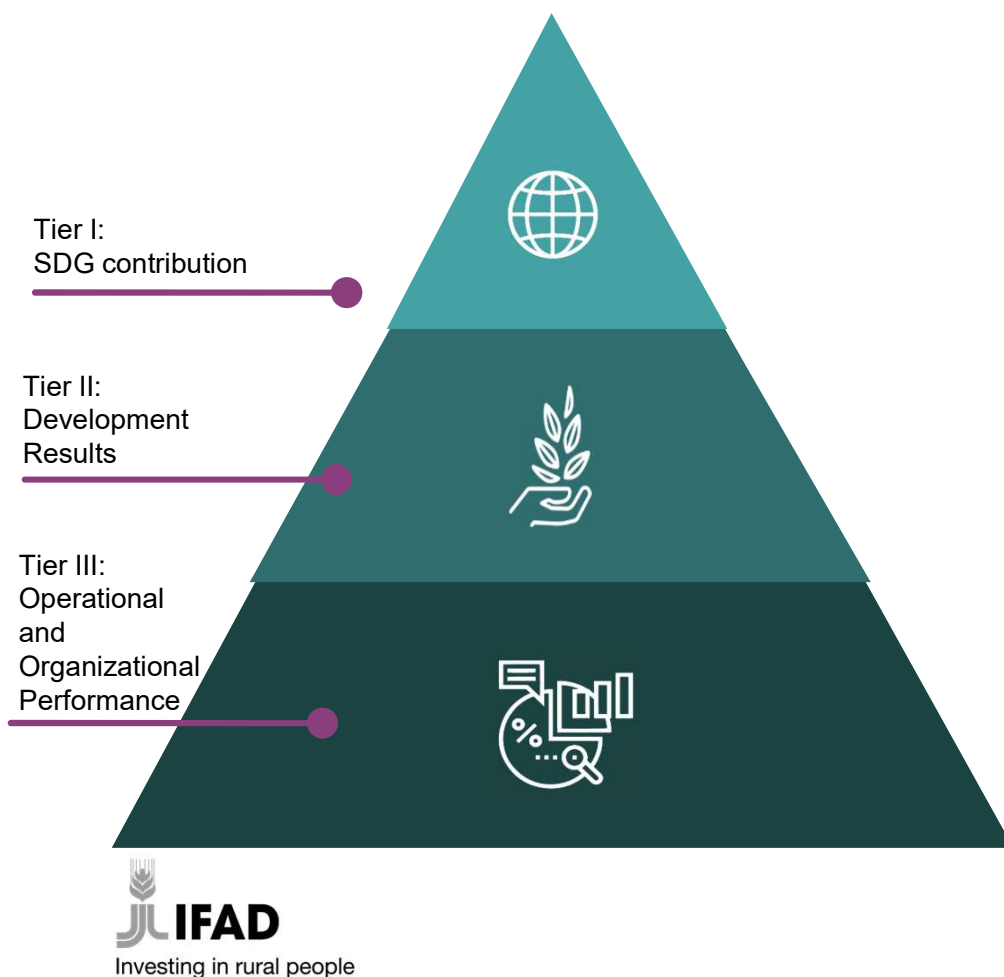 Tier I:
SDG contribution
Tier II:
Development
Results
Tier III:
Operational
and
Organizational
Performance
%
IFAD
Investing in rural people